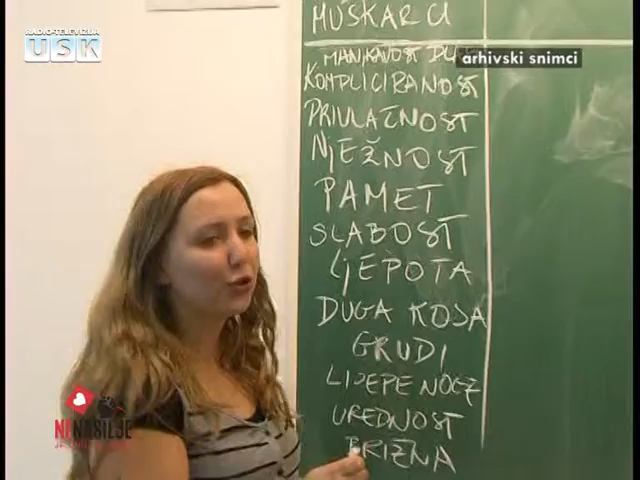 RADIO-TELEVIZIJA
USK
arhivski snimci
MUŠKARCI
KOMPLICIRANOST
PRIVLAČNOST
NJEŽNOST
PAMET
SLABOST
LJEPOTA
DUGA KOSA
GRUDI
LIJEPE NOGE
UREDNOST
BRIŽNA
NENASILJE